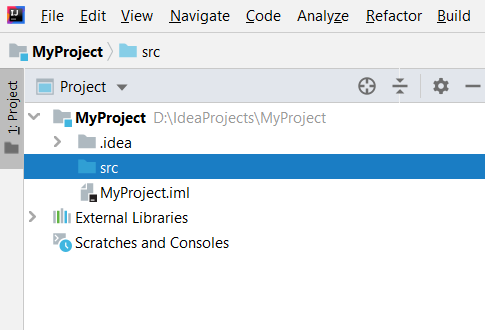 IJ File Edit View Navigate Code Analyze Refactor Build
MyProject src
1: Project
Project
MyProject D:\IdeaProjects\MyProject
.idea
src
MyProject.iml
External Libraries
Scratches and Consoles